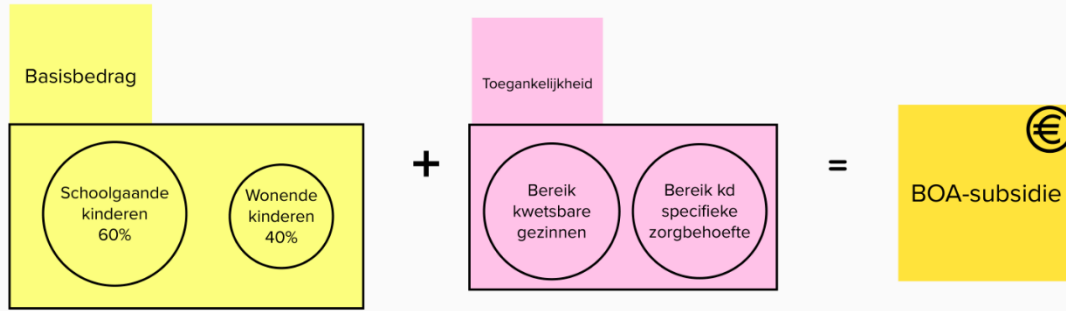 Basisbedrag
Schoolgaande
kinderen
60%
Wonende
kinderen
40%
+
Toegankelijkheid
Bereik
kwetsbare
gezinnen
Bereik kd
specifieke
zorgbehoefte
=
€
BOA-subsidie